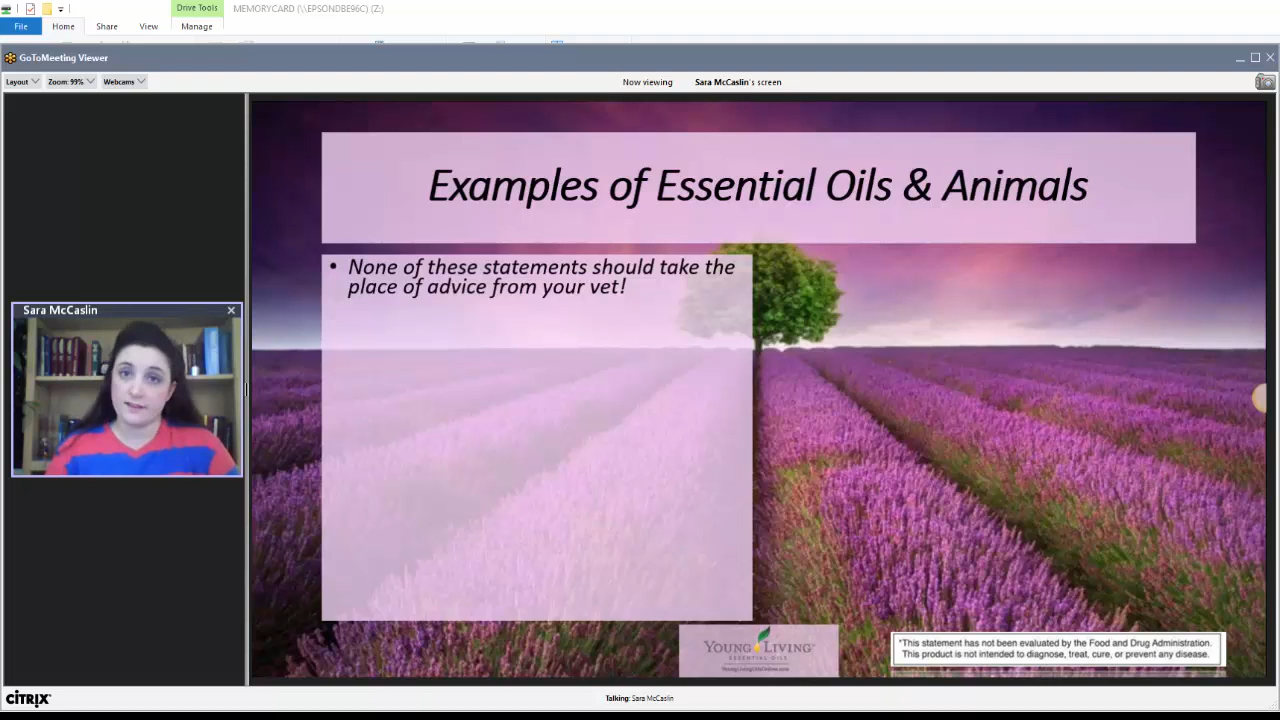 Drive Tools
MEMORYCARD (\\EPSONDBE96C) (Z:)
File
Home
Share
View
Manage
GoToMeeting Viewer
Layout
Zoom: 99%
Webcams
Now viewing
Sara McCaslin's screen
Examples of Essential Oils & Animals
• None of these statements should take the
place of advice from your vet!
Sara McCaslin
YOUNG LIVING
ESSENTIAL OILS
*This statement has not been evaluated by the Food and Drug Administration.
This product is not intended to diagnose, treat, cure, or prevent any disease.
CİTRIX
Talking: Sara McCaslin